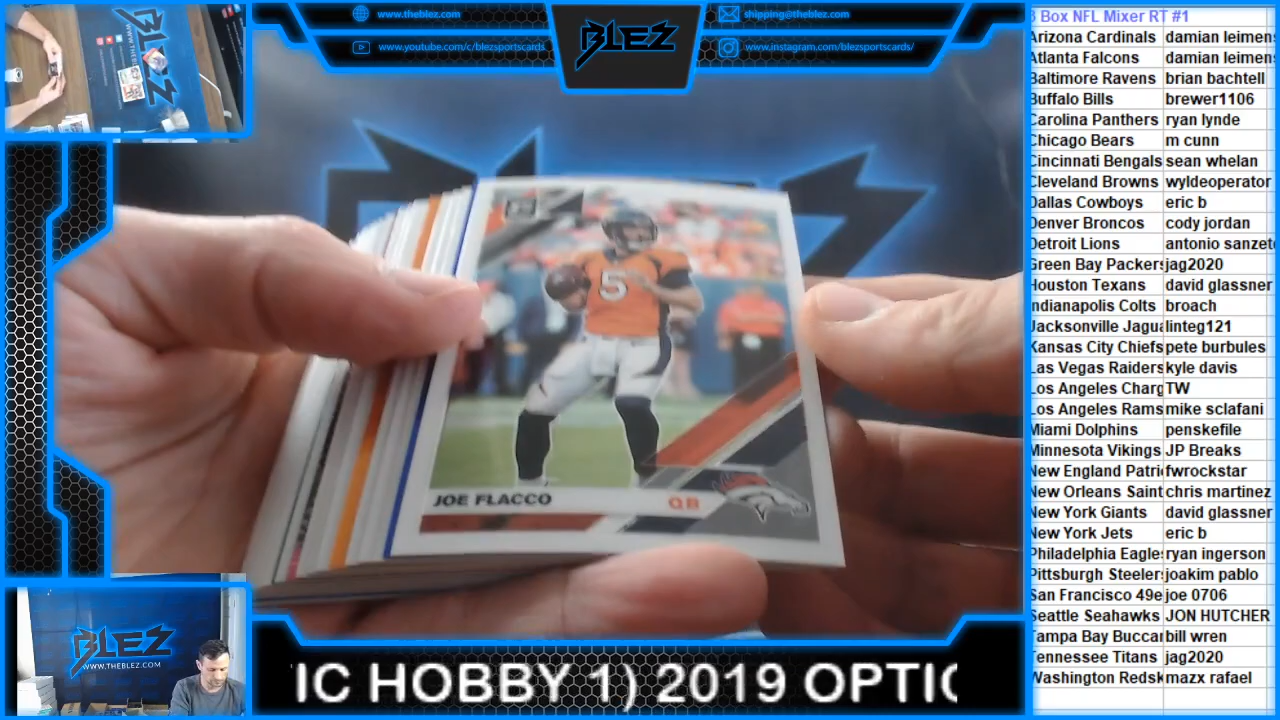 www.theblez.com
www.youtube.com/c/blezsportscards
BLEZ
shipping@theblez.com
www.instagram.com/blezsportscards/
5
JOE FLACCO QB
BLEZ
WWW.THEBLEZ.COM
IC HOBBY 1) 2019 OPTIC
3 Box NFL Mixer RT #1
Arizona Cardinals damian leimens
Atlanta Falcons damian leimens
Baltimore Ravens brian bachtell
Buffalo Bills brewer1106
Carolina Panthers ryan lynde
Chicago Bears m cunn
Cincinnati Bengals sean whelan
Cleveland Browns wyldeoperator
Dallas Cowboys eric b
Denver Broncos cody jordan
Detroit Lions antonio sanzet
Green Bay Packers jag2020
Houston Texans david glassner
Indianapolis Colts broach
Jacksonville Jagua linteg121
Kansas City Chiefs pete burbules
Las Vegas Raiders kyle davis
Los Angeles Charg TW
Los Angeles Rams mike sclafani
Miami Dolphins penskefile
Minnesota Vikings JP Breaks
New England Patri fwrockstar
New Orleans Saint chris martinez
New York Giants david glassner
New York Jets eric b
Philadelphia Eagle ryan ingerson
Pittsburgh Steeler joakim pablo
San Francisco 49e joe 0706
Seattle Seahawks JON HUTCHER
Tampa Bay Buccar bill wren
Tennessee Titans jag2020
Washington Redsk mazx rafael